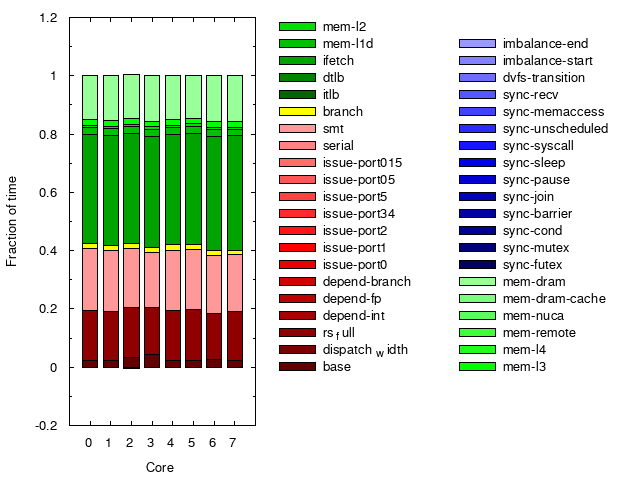 1.2
1
0.8
0.6
0.4
0.2
0
-0.2
Fraction of time
0 1 2 3 4 5 6 7
Core
mem-l2
mem-l1d
ifetch
dtlb
itlb
branch
smt
serial
issue-port015
issue-port05
issue-port5
issue-port34
issue-port2
issue-port1
issue-port0
depend-branch
depend-fp
depend-int
rs f ull
dispatch w idth
base
imbalance-end
imbalance-start
dvfs-transition
sync-recv
sync-memaccess
sync-unscheduled
sync-syscall
sync-sleep
sync-pause
sync-join
sync-barrier
sync-cond
sync-mutex
sync-futex
mem-dram
mem-dram-cache
mem-nuca
mem-remote
mem-l4
mem-l3